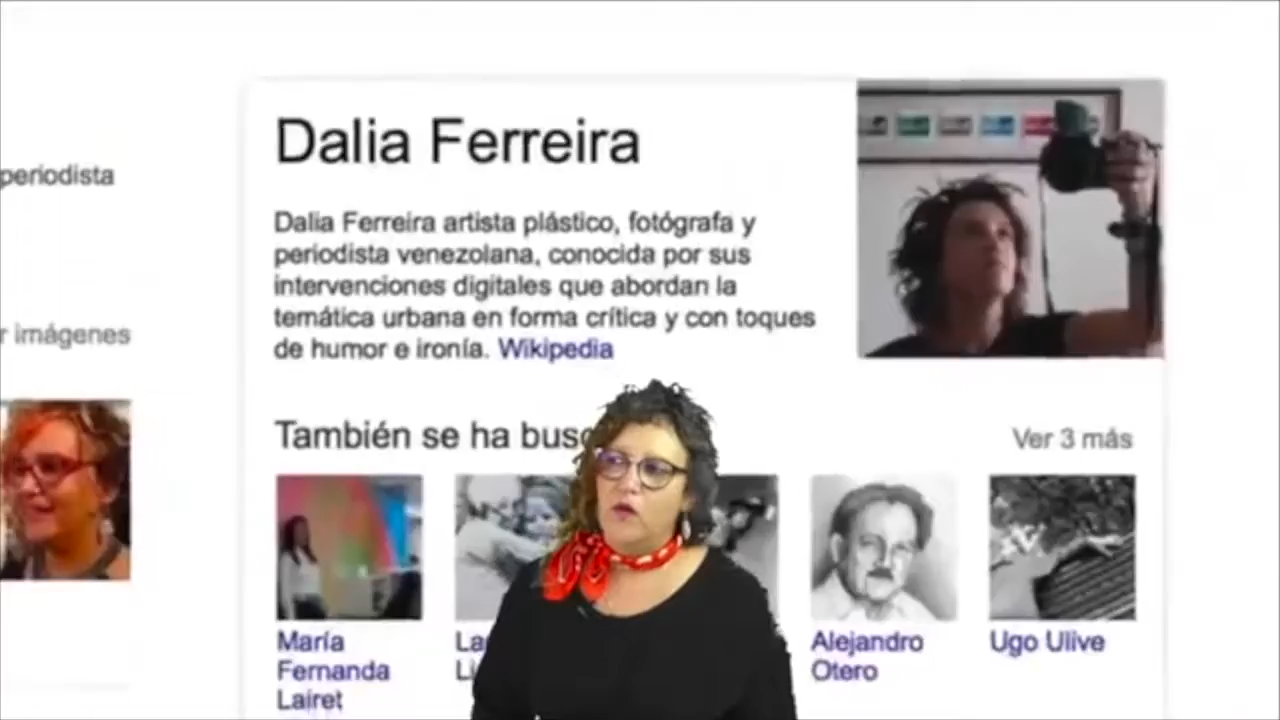 periodista
r imágenes
Dalia Ferreira
Dalia Ferreira artista plástico, fotógrafa y
periodista venezolana, conocida por sus
intervenciones digitales que abordan la
temática urbana en forma crítica y con toques
de humor e ironía. Wikipedia
También se ha busc
Ver 3 más
María
Fernanda
Lairet
La
Li
Alejandro
Otero
Ugo Ulive